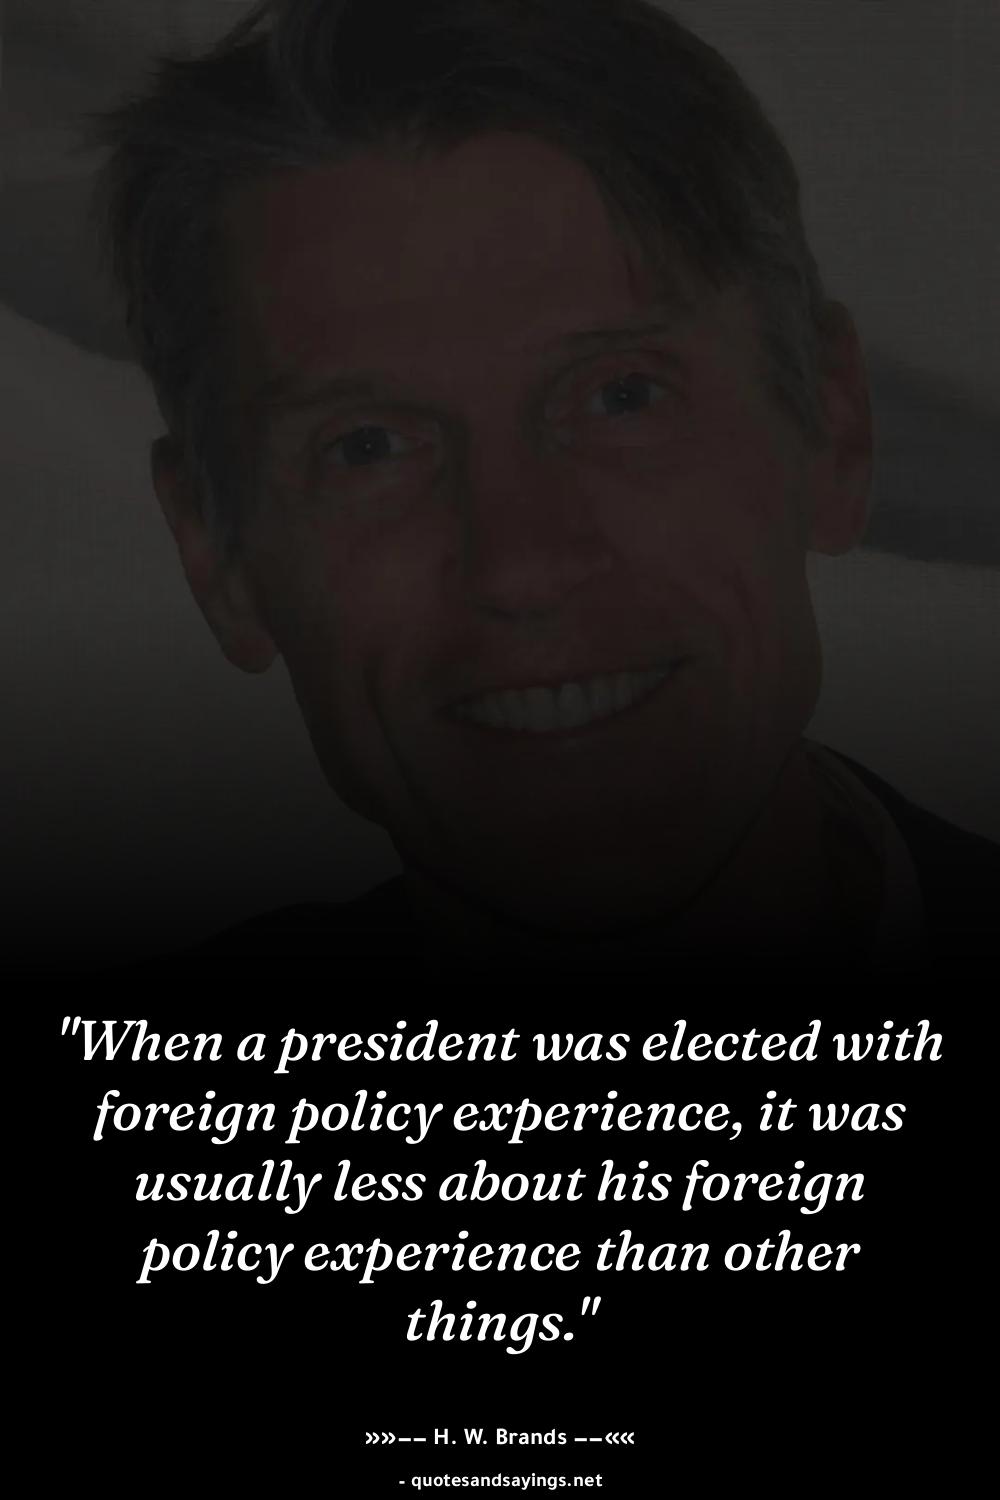 "When a president was elected with
foreign policy experience, it was
usually less about his foreign
policy experience than other
things."
»»−− H. W. Brands −−««
- quotesandsayings.net